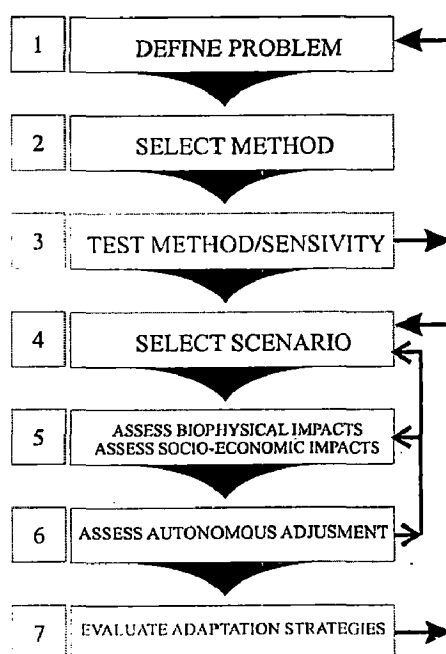 1 DEFINE PROBLEM
2 SELECT METHOD
3 TEST METHOD/SENSIVITY
4 SELECT SCENARIO
5 ASSESS BIOPHYSICAL IMPACTS
ASSESS SOCIO-ECONOMIC IMPACTS
6 ASSESS AUTONOMOUS ADJUSMENT
7 EVALUATE ADAPTATION STRATEGIES